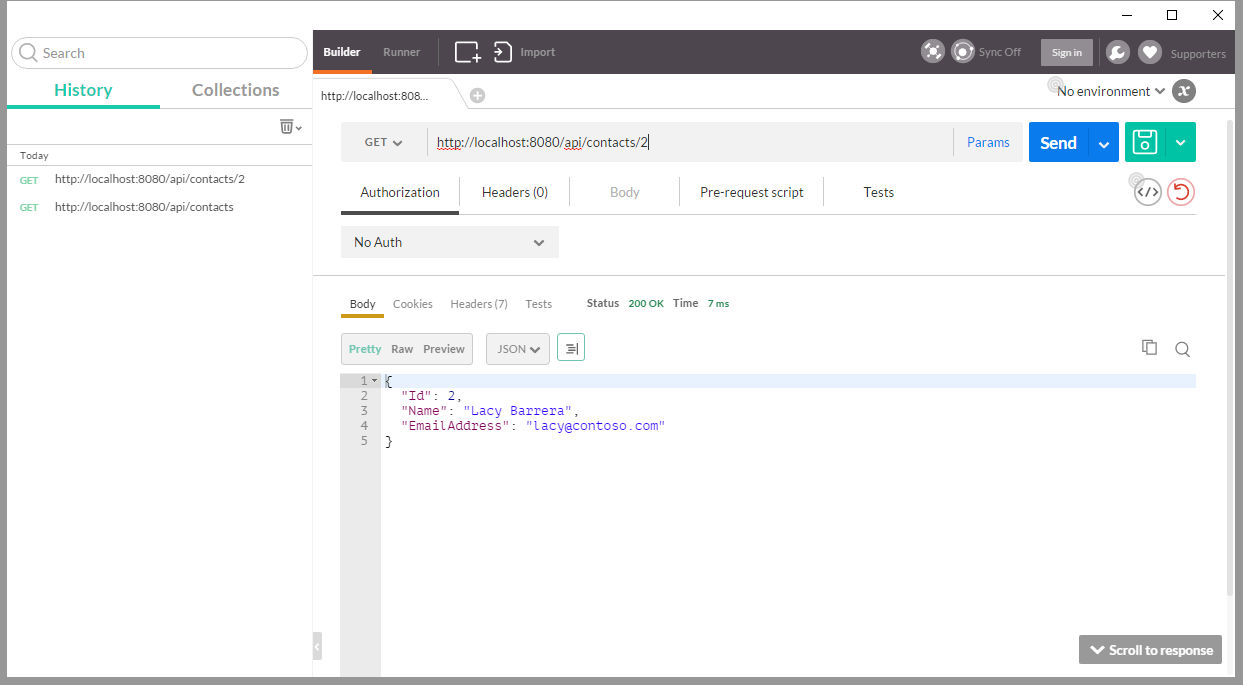 Search
History
Collections
Today
GET http://localhost:8080/api/contacts/2
GET http://localhost:8080/api/contacts
Builder
Runner
Import
Sync Off
Sign in
Supporters
http://localhost:808...
No environment
GET
http://localhost:8080/api/contacts/2
Params
Send
Authorization
Headers (0)
Body
Pre-request script
Tests
</>
No Auth
Body
Cookies
Headers (7)
Tests
Status 200 OK Time 7 ms
Pretty
Raw
Preview
JSON
1 {
2 "Id": 2,
3 "Name": "Lacy Barrera",
4 "EmailAddress": "lacy@contoso.com"
5 }
Scroll to response